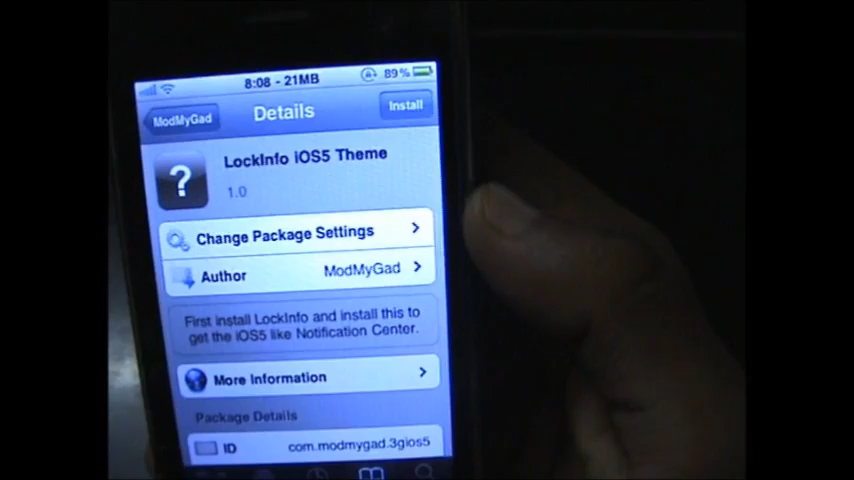 8:08 - 21MB 89%
ModMyGad Details Install
?
LockInfo iOS5 Theme
1.0
Change Package Settings
Author ModMyGad
First install LockInfo and install this to
get the iOS5 like Notification Center.
More Information
Package Details
ID com.modmygad.3gios5